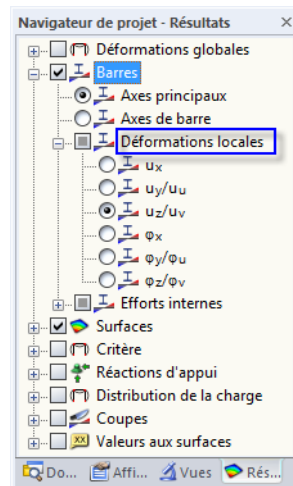 Navigateur de projet - Résultats
Déformations globales
Barres
Axes principaux
Axes de barre
Déformations locales
ux
uy/uu
uz/uv
φx
φy/φu
φz/φv
Efforts internes
Surfaces
Critère
Réactions d'appui
Distribution de la charge
Coupes
xx Valeurs aux surfaces
Do... Affi... Vues Rés...